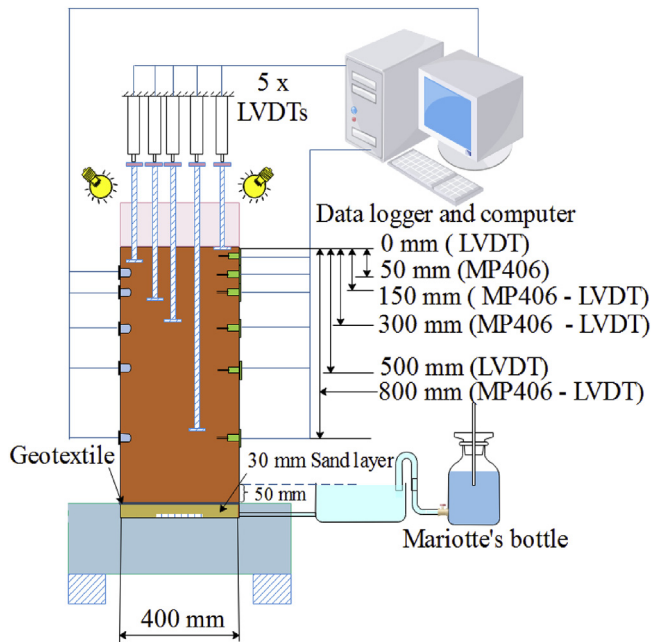 5 x
LVDTs
Data logger and computer
0 mm ( LVDT)
50 mm (MP406)
150 mm ( MP406 - LVDT)
300 mm (MP406 - LVDT)
500 mm (LVDT)
800 mm (MP406 - LVDT)
Geotextile
30 mm Sand layer
50 mm
Mariotte's bottle
400 mm